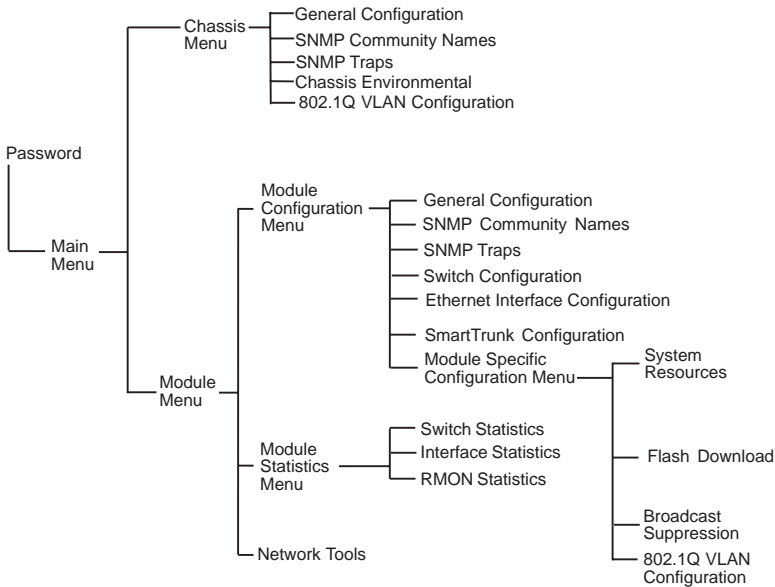 General Configuration
Chassis
Menu
SNMP Community Names
SNMP Traps
Chassis Environmental
802.1Q VLAN Configuration
Password
Main
Menu
Module
Configuration
Menu
General Configuration
SNMP Community Names
SNMP Traps
Switch Configuration
Ethernet Interface Configuration
SmartTrunk Configuration
Module Specific
Configuration Menu
System
Resources
Flash Download
Broadcast
Suppression
802.1Q VLAN
Configuration
Module
Menu
Module
Statistics
Menu
Switch Statistics
Interface Statistics
RMON Statistics
Network Tools